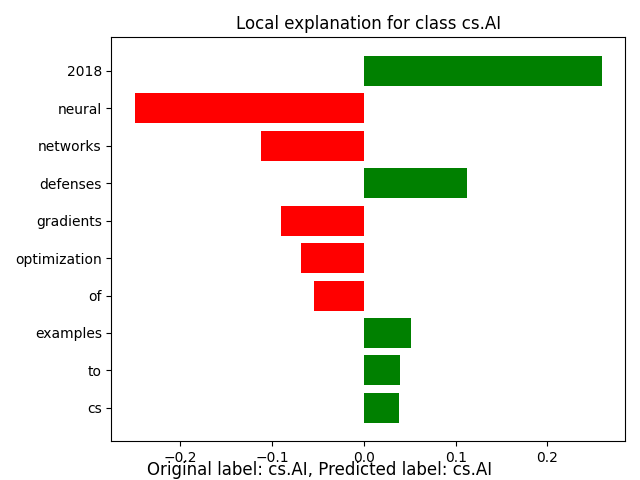 Local explanation for class cs.AI
2018
neural
networks
defenses
gradients
optimization
of
examples
to
cs
−0.2 −0.1 0.0 0.1 0.2
Original label: cs.AI, Predicted label: cs.AI